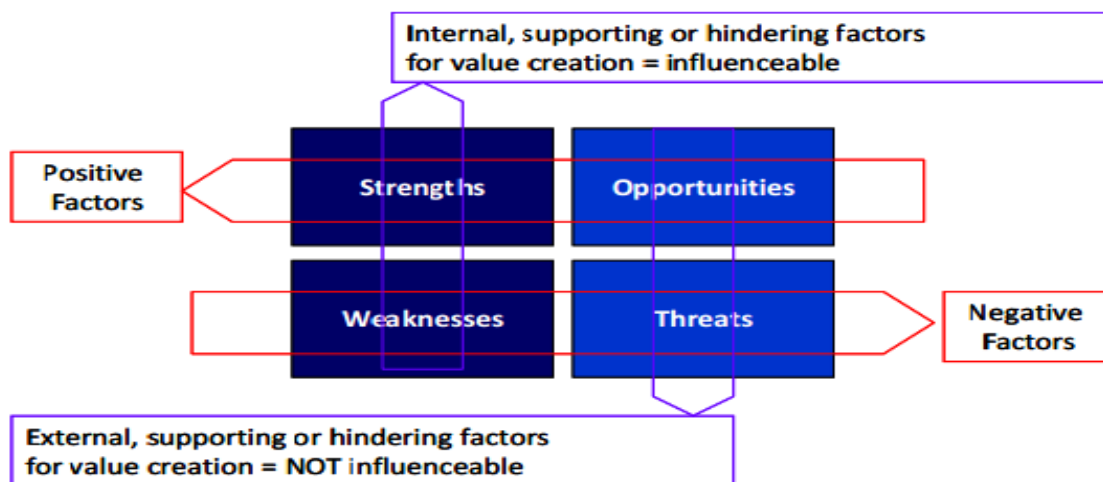 Internal, supporting or hindering factors
for value creation = influenceable
Positive
Factors
Strengths
Opportunities
Weaknesses
Threats
Negative
Factors
External, supporting or hindering factors
for value creation = NOT influenceable